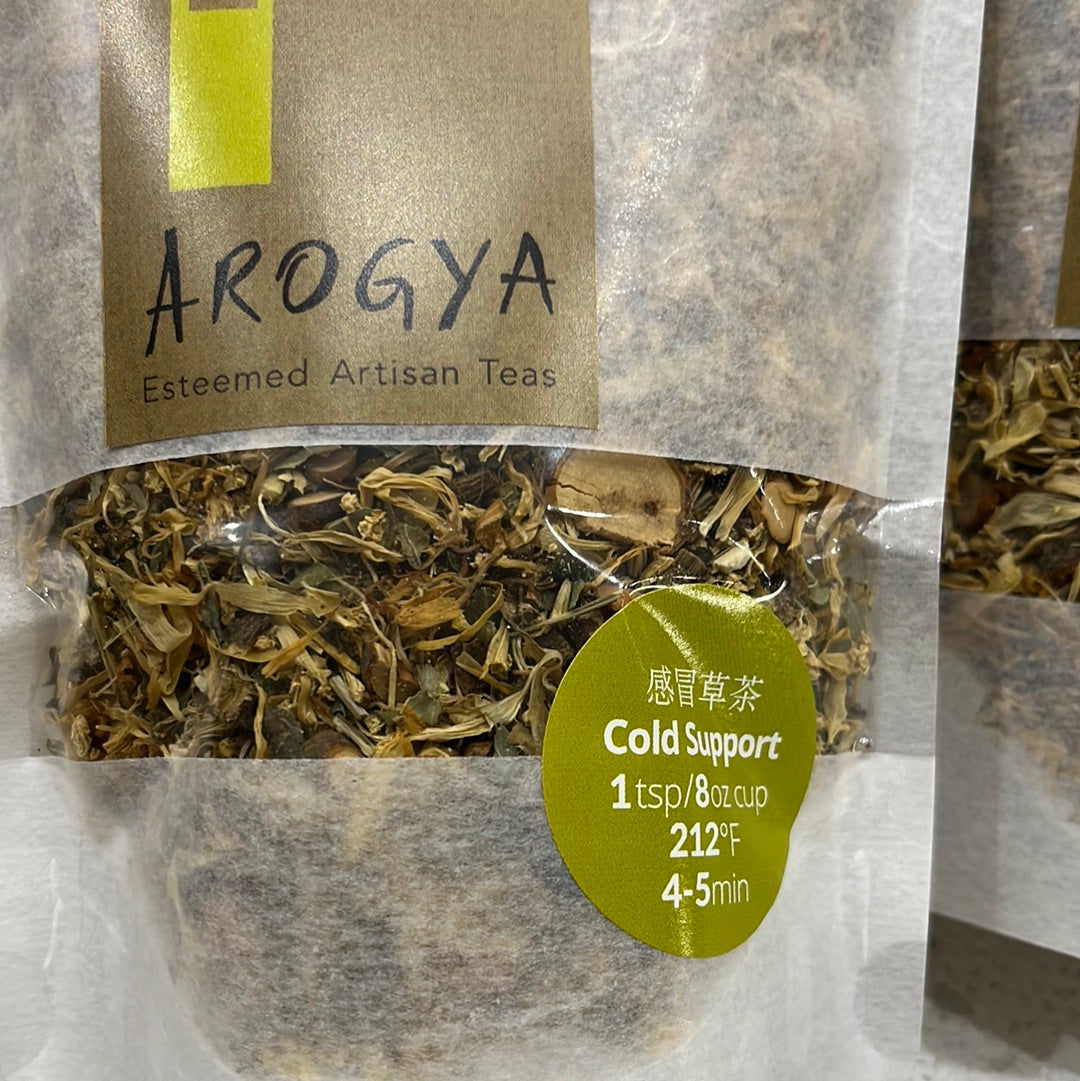 AROGYA
Esteemed Artisan Teas
感冒草茶
Cold Support
1 tsp/8oz cup
212°F
4-5min